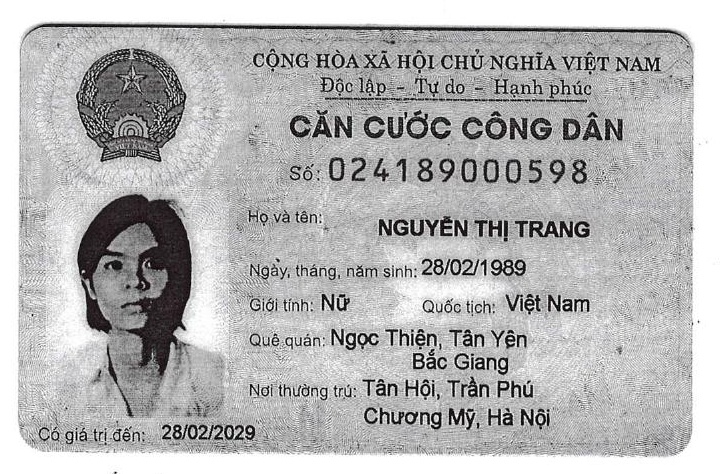 CỘNG HÒA XÃ HỘI CHỦ NGHĨA VIỆT NAM
Độc lập - Tự do - Hạnh phúc
CĂN CƯỚC CÔNG DÂN
Số: 024189000598
Họ và tên: NGUYỄN THỊ TRANG
Ngày, tháng, năm sinh: 28/02/1989
Giới tính: Nữ Quốc tịch: Việt Nam
Quê quán: Ngọc Thiện, Tân Yên
Bắc Giang
Nơi thường trú: Tân Hội, Trần Phú
Chương Mỹ, Hà Nội
Có giá trị đến: 28/02/2029